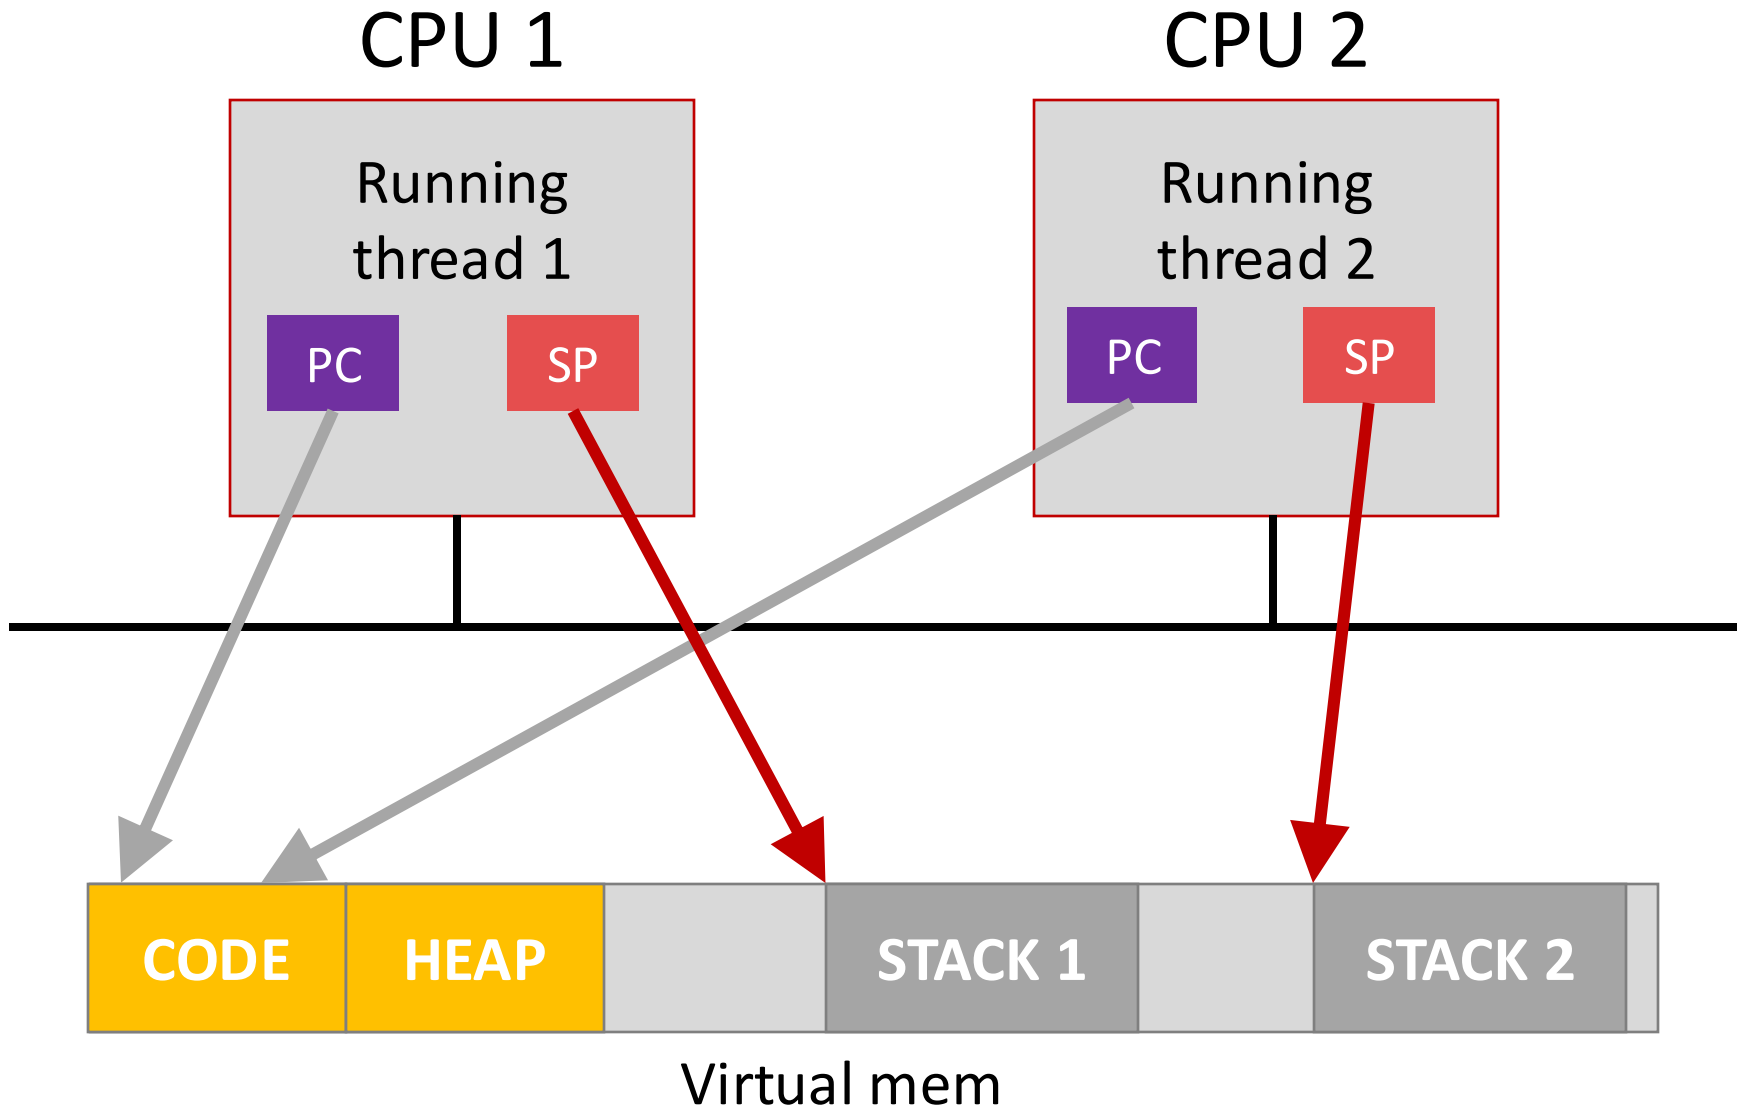 CPU 1
CPU 2
Running
thread 1
PC
SP
Running
thread 2
PC
SP
CODE
HEAP
STACK 1
STACK 2
Virtual mem